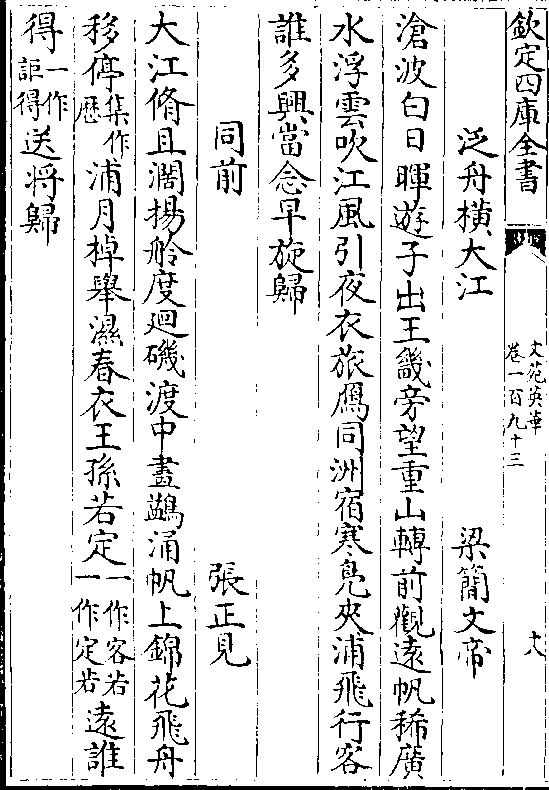 欽定四庫全書
文苑英華
卷一百九十三
十八
泛舟橫大江 梁簡文帝
滄波白日暉遊子出王畿旁望重山轉前觀遠帆稀廣
水浮雲吹江風引夜衣旅鴈同洲宿寒鳧夾浦飛行客
誰多興當念早旋歸
同前 張正見
大江脩且濶揚舲度迴磯渡中畫鷁涌帆上錦花飛舟
移停集作歷浦月棹舉濕春衣王孫若定一作容若一作定若遠誰
得一作詎得送將歸